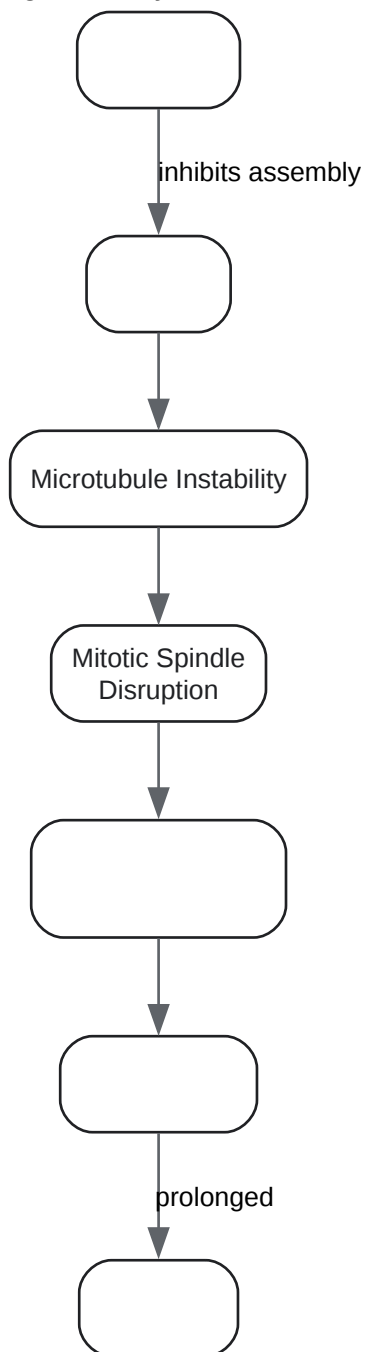 inhibits assembly
Microtubule Instability
Mitotic Spindle
Disruption
prolonged